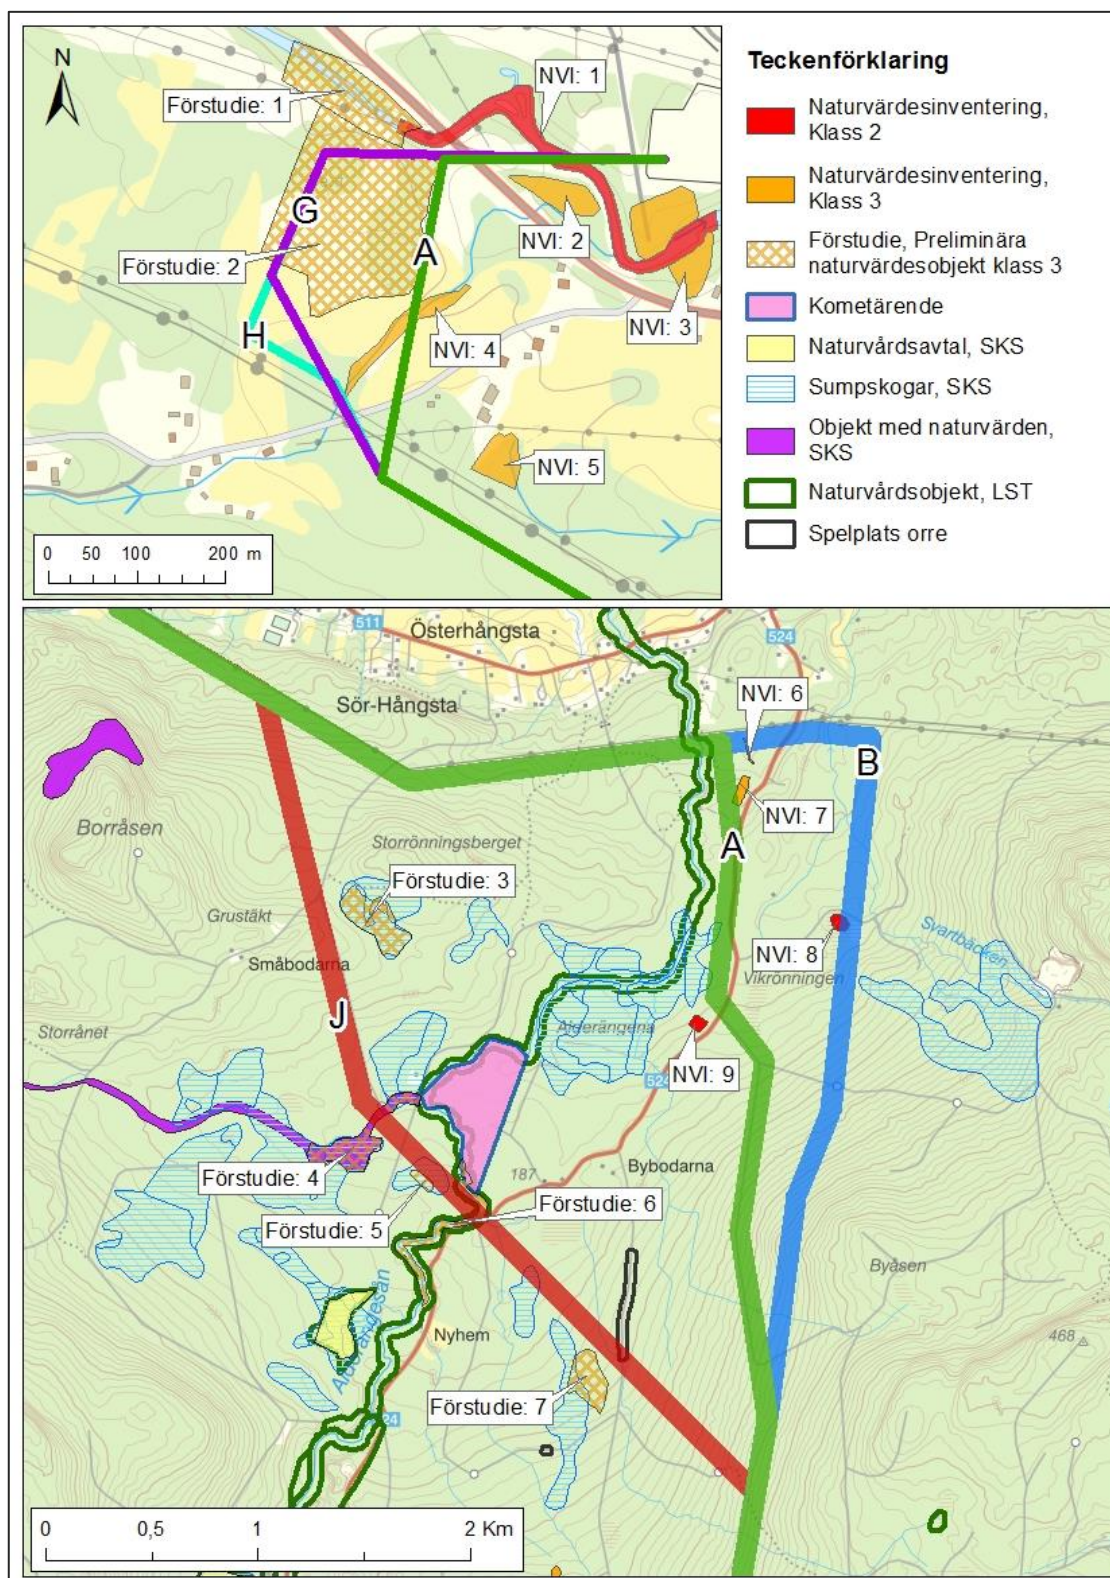 N
Förstudie: 1
NVI: 1
G
Förstudie: 2
A
NVI: 2
H
NVI: 3
NVI: 4
NVI: 5
0 50 100 200 m
Teckenförklaring
Naturvärdesinventering,
Klass 2
Naturvärdesinventering,
Klass 3
Förstudie, Preliminära
naturvärdesobjekt klass 3
Kometärende
Naturvårdsavtal, SKS
Sumpskogar, SKS
Objekt med naturvärden,
SKS
Naturvårdsobjekt, LST
Spelplats orre
511
Österhångsta
524
Sör-Hångsta
NVI: 6
B
NVI: 7
Borråsen
Storrönningsberget
A
Förstudie: 3
Grustäkt
Småbodarna
NVI: 8
Svartbäcken
Vikrönningen
Storrånet
J
Alderängena
524
NVI: 9
Förstudie: 4
187
Bybodarna
Förstudie: 5
Förstudie: 6
Byåsen
Alderängesån
Nyhem
468
Förstudie: 7
24
0 0,5 1 2 Km